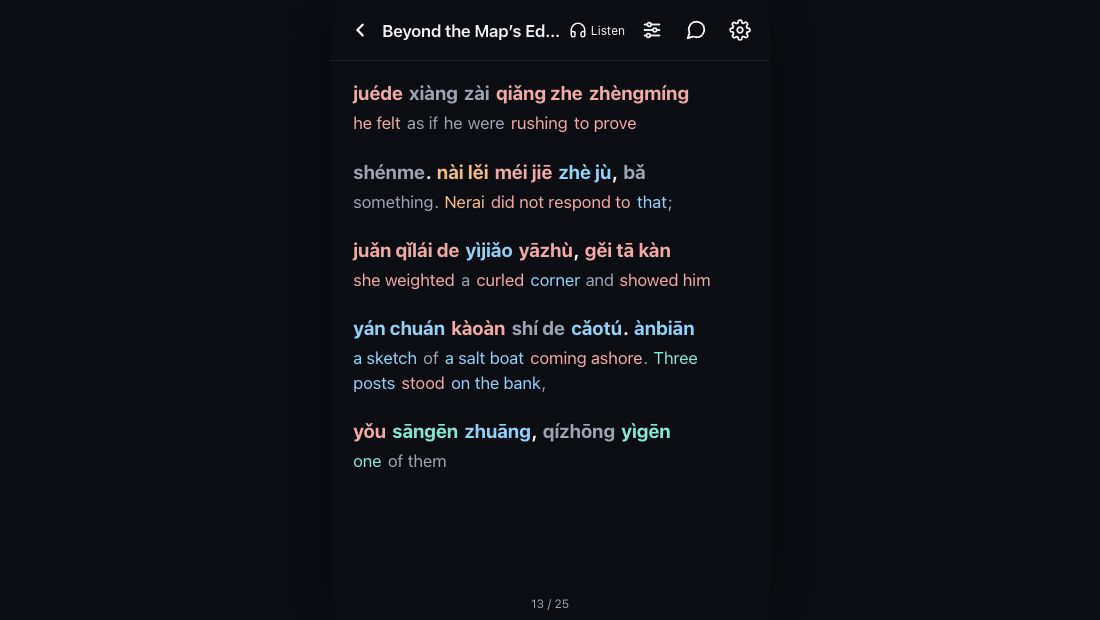 Beyond the Map’s Ed... Listen
juéde xiàng zài qiǎng zhe zhèngmíng
he felt as if he were rushing to prove
shénme. nài lěi méi jiē zhè jù, bǎ
something. Nerai did not respond to that;
juǎn qǐlái de yìjiǎo yāzhù, gěi tā kàn
she weighted a curled corner and showed him
yán chuán kàoàn shí de cǎotú. ànbiān
a sketch of a salt boat coming ashore. Three
posts stood on the bank,
yǒu sāngēn zhuāng, qízhōng yìgēn
one of them
13 / 25